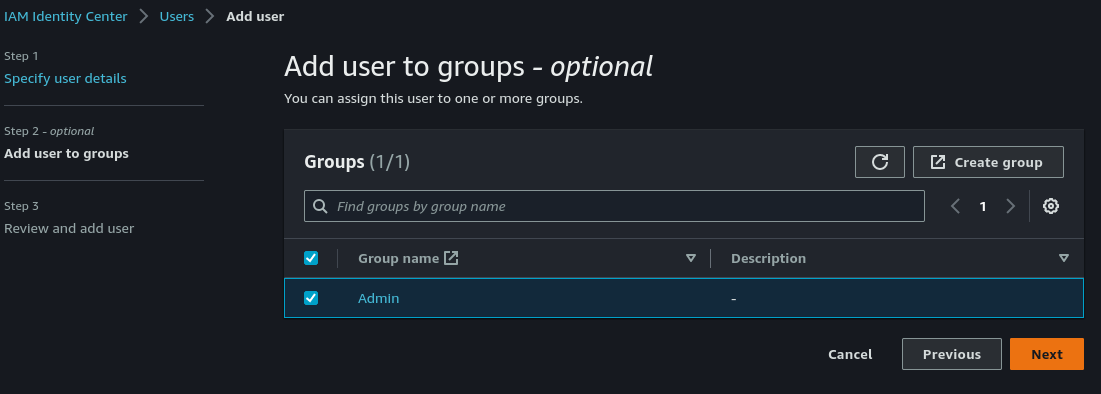 IAM Identity Center > Users > Add user
Step 1
Specify user details
Step 2 - optional
Add user to groups
Step 3
Review and add user
Add user to groups - optional
You can assign this user to one or more groups.
Groups (1/1)
Create group
Find groups by group name
1
Group name
Description
Admin
-
Cancel
Previous
Next